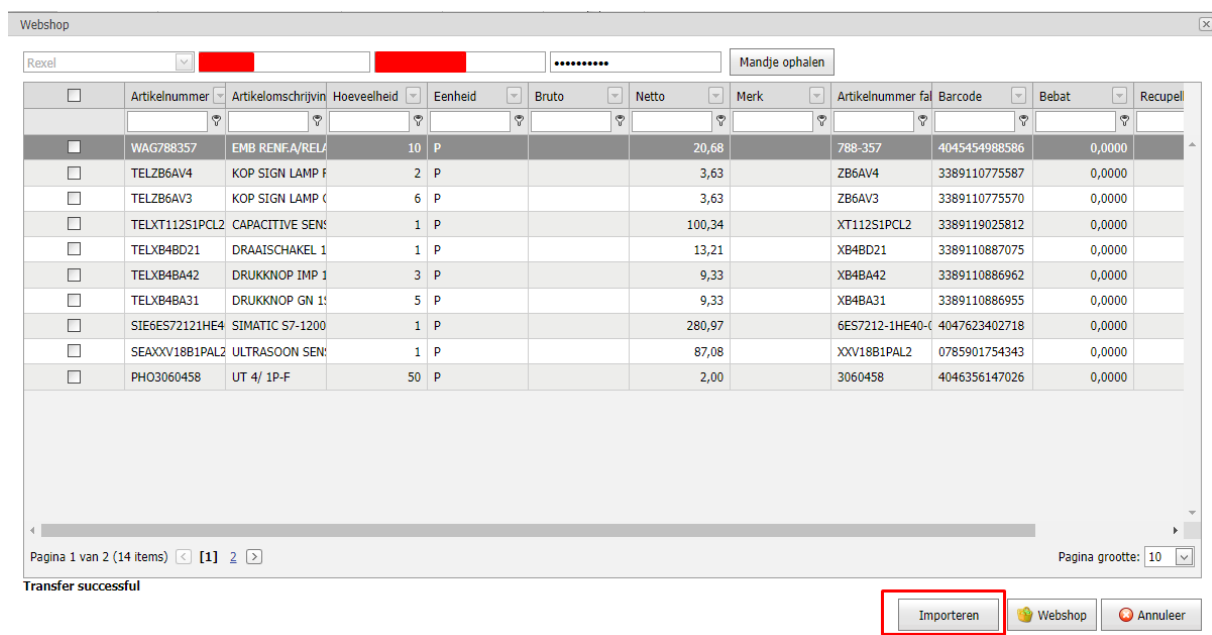 Webshop
Rexel •••••••••• Mandje ophalen
Artikelnummer Artikelomschrijvin Hoeveelheid Eenheid Bruto Netto Merk Artikelnummer fal Barcode Bebat Recupell
WAG788357 EMB RENF.A/RELA 10 P 20,68 788-357 4045454988586 0,0000
TELZB6AV4 KOP SIGN LAMP F 2 P 3,63 ZB6AV4 3389110775587 0,0000
TELZB6AV3 KOP SIGN LAMP 6 P 3,63 ZB6AV3 3389110775570 0,0000
TELXT112S1PCL2 CAPACITIVE SENS 1 P 100,34 XT112S1PCL2 3389119025812 0,0000
TELXB4BD21 DRAAISCHAKEL 1 1 P 13,21 XB4BD21 3389110887075 0,0000
TELXB4BA42 DRUKKNOP IMP 1 3 P 9,33 XB4BA42 3389110886962 0,0000
TELXB4BA31 DRUKKNOP GN 1S 5 P 9,33 XB4BA31 3389110886955 0,0000
SIE6ES72121HE4 SIMATIC S7-1200 1 P 280,97 6ES7212-1HE40-0 4047623402718 0,0000
SEAXXV18B1PAL2 ULTRASOON SENS 1 P 87,08 XXV18B1PAL2 0785901754343 0,0000
PHO3060458 UT 4/ 1P-F 50 P 2,00 3060458 4046356147026 0,0000
Pagina 1 van 2 (14 items) < [1] 2 > Pagina grootte: 10
Transfer successful
Importeren Webshop Annuleer